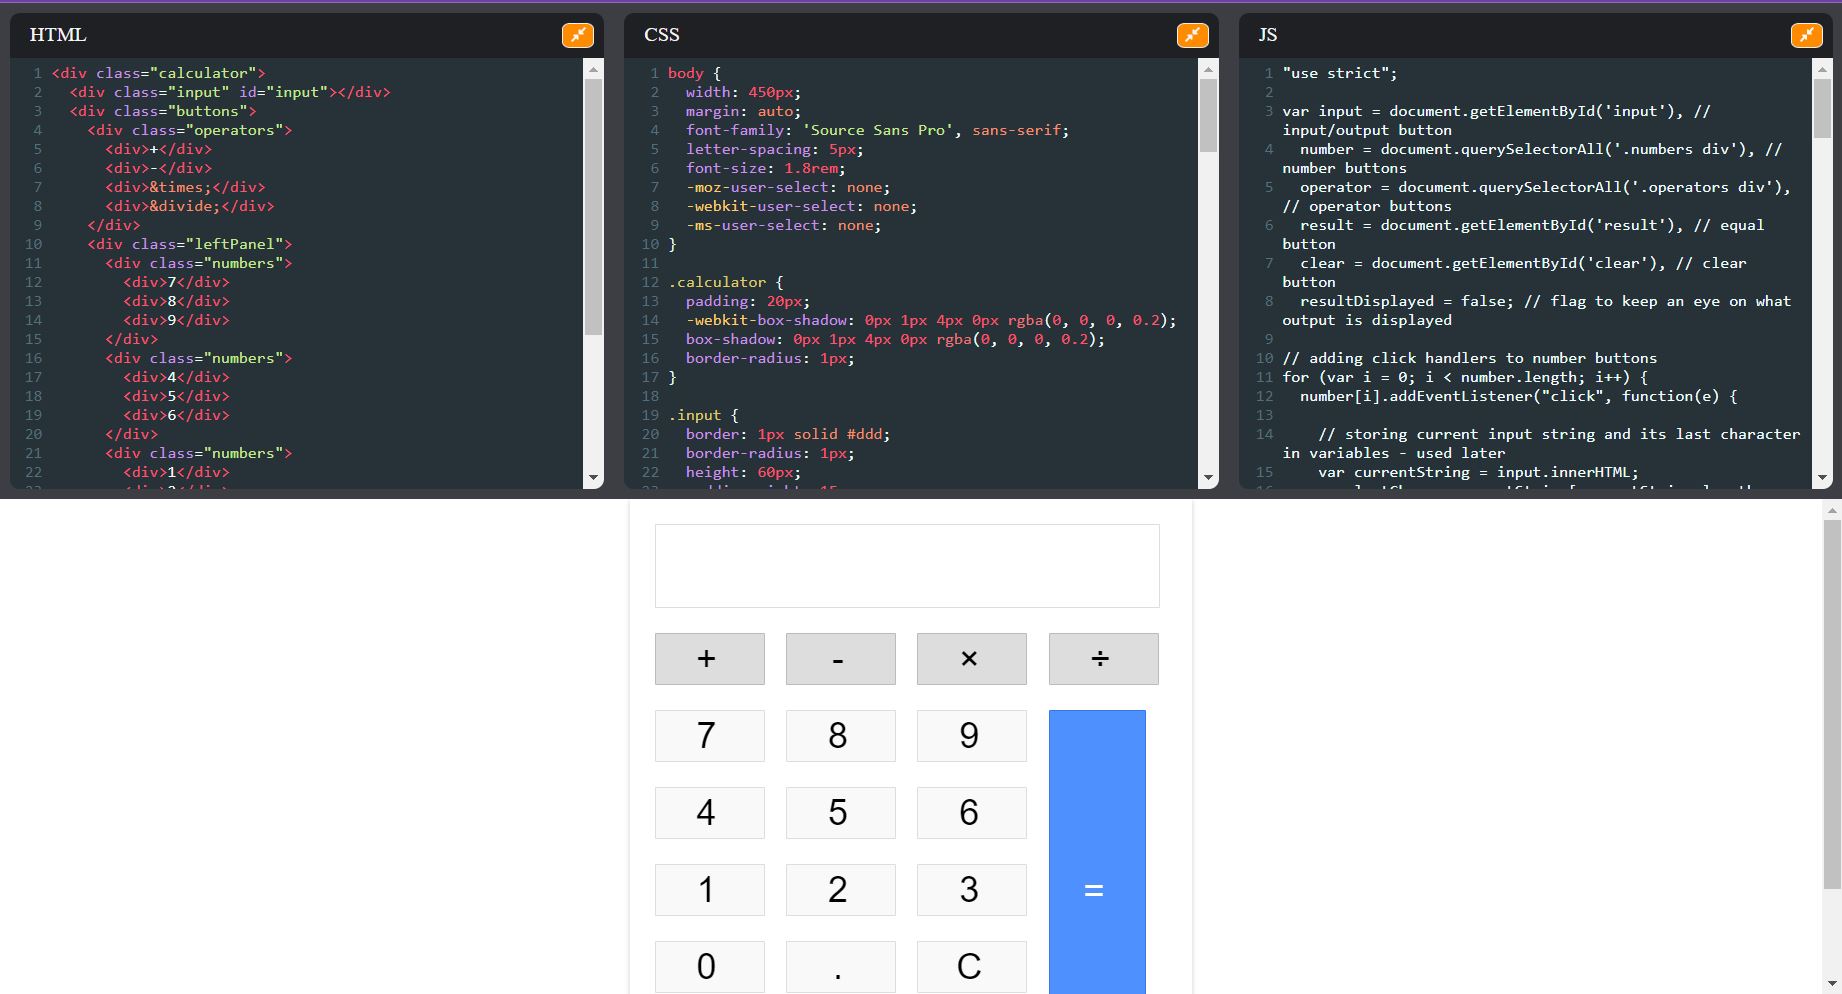 HTML
1 <div class="calculator">
2 <div class="input" id="input"></div>
3 <div class="buttons">
4 <div class="operators">
5 <div>+</div>
6 <div>-</div>
7 <div>&times;</div>
8 <div>&divide;</div>
9 </div>
10 <div class="leftPanel">
11 <div class="numbers">
12 <div>7</div>
13 <div>8</div>
14 <div>9</div>
15 </div>
16 <div class="numbers">
17 <div>4</div>
18 <div>5</div>
19 <div>6</div>
20 </div>
21 <div class="numbers">
22 <div>1</div>
CSS
1 body {
2 width: 450px;
3 margin: auto;
4 font-family: 'Source Sans Pro', sans-serif;
5 letter-spacing: 5px;
6 font-size: 1.8rem;
7 -moz-user-select: none;
8 -webkit-user-select: none;
9 -ms-user-select: none;
10 }
11
12 .calculator {
13 padding: 20px;
14 -webkit-box-shadow: 0px 1px 4px 0px rgba(0, 0, 0, 0.2);
15 box-shadow: 0px 1px 4px 0px rgba(0, 0, 0, 0.2);
16 border-radius: 1px;
17 }
18
19 .input {
20 border: 1px solid #ddd;
21 border-radius: 1px;
22 height: 60px;
JS
1 "use strict";
2
3 var input = document.getElementById('input'), //
input/output button
4 number = document.querySelectorAll('.numbers div'), //
number buttons
5 operator = document.querySelectorAll('.operators div'),
// operator buttons
6 result = document.getElementById('result'), // equal
button
7 clear = document.getElementById('clear'), // clear
button
8 resultDisplayed = false; // flag to keep an eye on what
output is displayed
9
10 // adding click handlers to number buttons
11 for (var i = 0; i < number.length; i++) {
12 number[i].addEventListener("click", function(e) {
13
14 // storing current input string and its last character
in variables - used later
15 var currentString = input.innerHTML;
+ - × ÷
7 8 9
4 5 6
1 2 3 =
0 . C